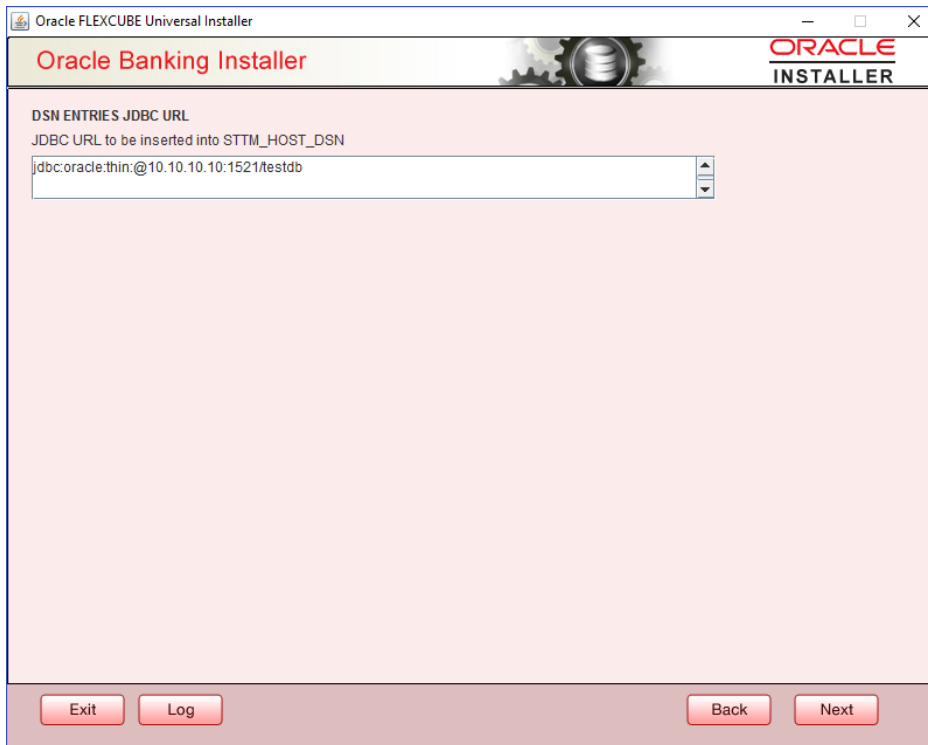 Oracle FLEXCUBE Universal Installer
Oracle Banking Installer
ORACLE
INSTALLER
DSN ENTRIES JDBC URL
JDBC URL to be inserted into STTM_HOST_DSN
jdbc:oracle:thin:@10.10.10.10:1521/testdb
Exit Log Back Next